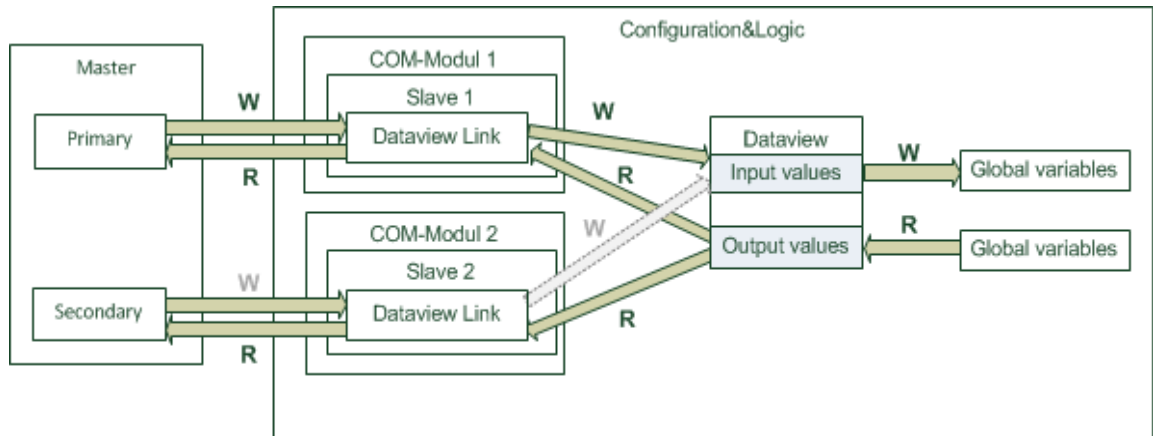 Configuration&Logic
Master
Primary
Secondary
W
R
W
R
COM-Modul 1
Slave 1
Dataview Link
COM-Modul 2
Slave 2
Dataview Link
W
R
W
R
Dataview
Input values
Output values
W
R
Global variables
Global variables